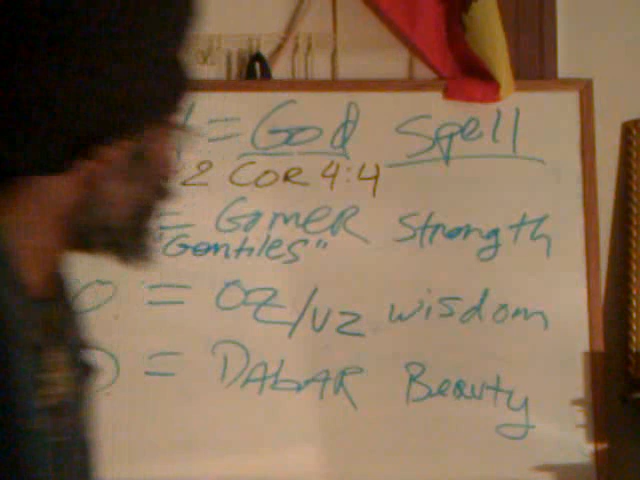 = God Spell
2 COR 4:4
= GomeR Strength
"Gentiles"
O = OZ/UZ wisdom
D = DAbAR Beauty